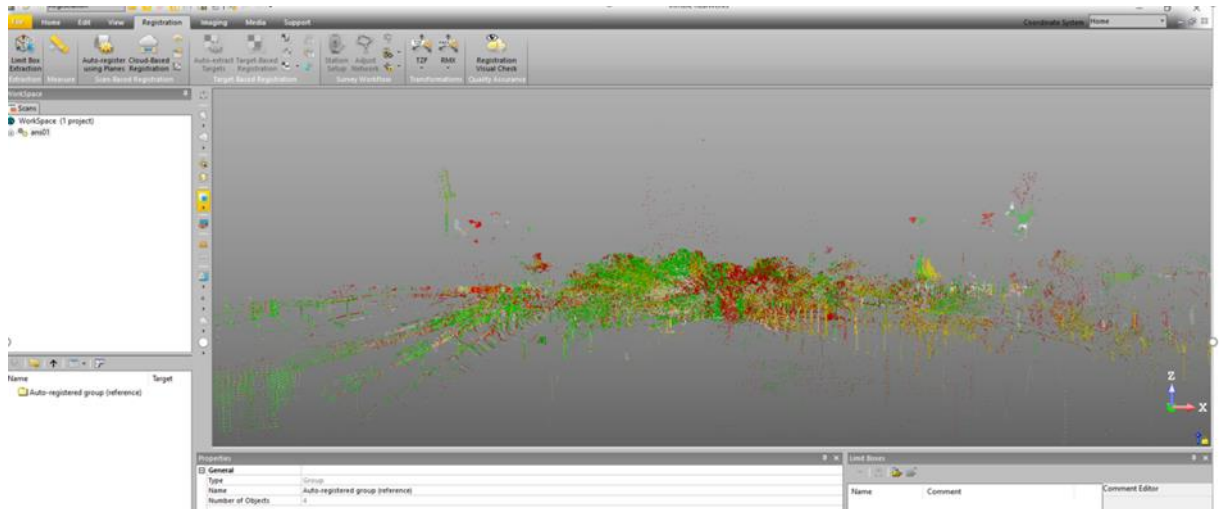 Registration
Trimble RealWorks
File Home Edit View Registration Imaging Media Support
Coordinate System: Home
Limit Box Extraction
Auto-register using Planes
Cloud-Based Registration
Auto-extract Targets
Target-Based Registration
Station Setup
Adjust Network
TZF
RMX
Registration Visual Check
Extraction Measure Scan-Based Registration Target-Based Registration Survey Workflow Transformations Quality Assurance
WorkSpace
Scans
WorkSpace (1 project)
ans01
Name Target
Auto-registered group (reference)
Z
X
Properties
General
Type Group
Name Auto-registered group (reference)
Number of Objects 4
Limit Boxes
Name Comment
Comment Editor